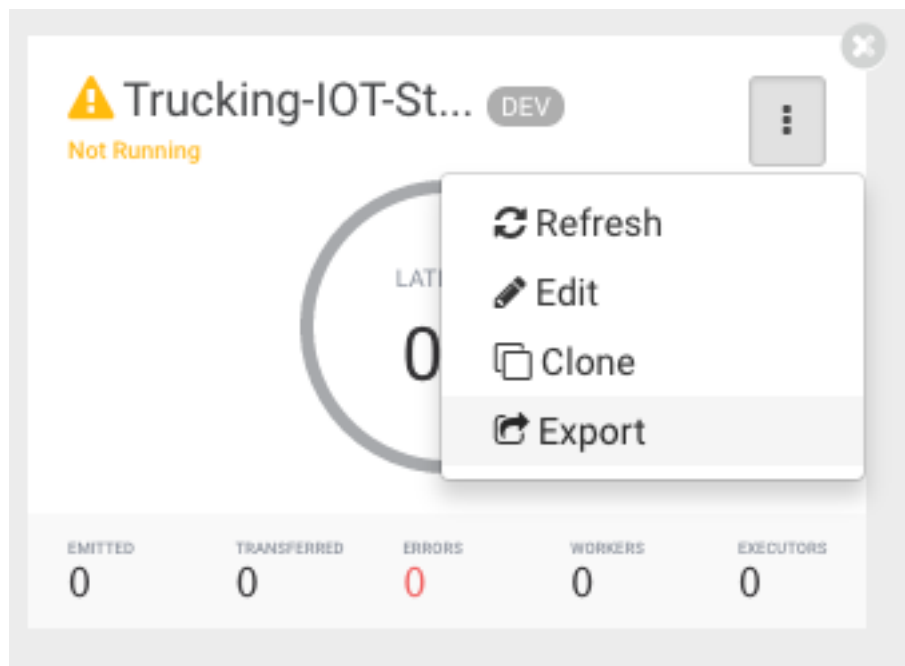 Trucking-IOT-St... DEV
Not Running
Refresh
Edit
Clone
Export
LAT
0
EMITTED TRANSFERRED ERRORS WORKERS EXECUTORS
0 0 0 0 0